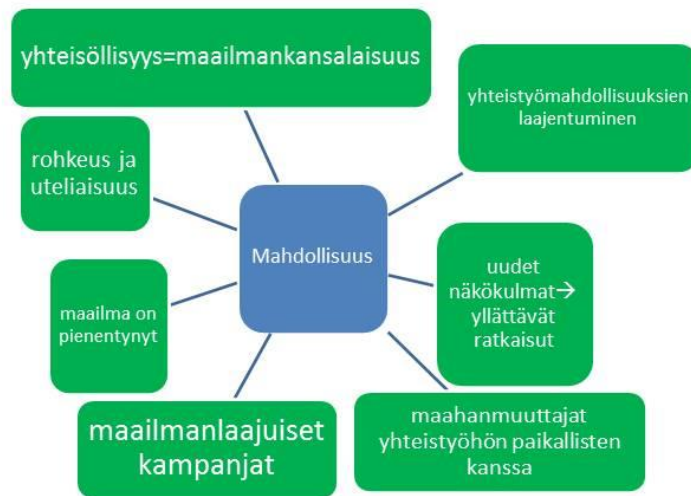 yhteisöllisyys=maailmankansalaisuus
yhteistyömahdollisuuksien
laajentuminen
rohkeus ja
uteliaisuus
Mahdollisuus
uudet
näkökulmat→
yllättävät
ratkaisut
maailma on
pienentynyt
maailmanlaajuiset
kampanjat
maahanmuuttajat
yhteistyöhön paikallisten
kanssa